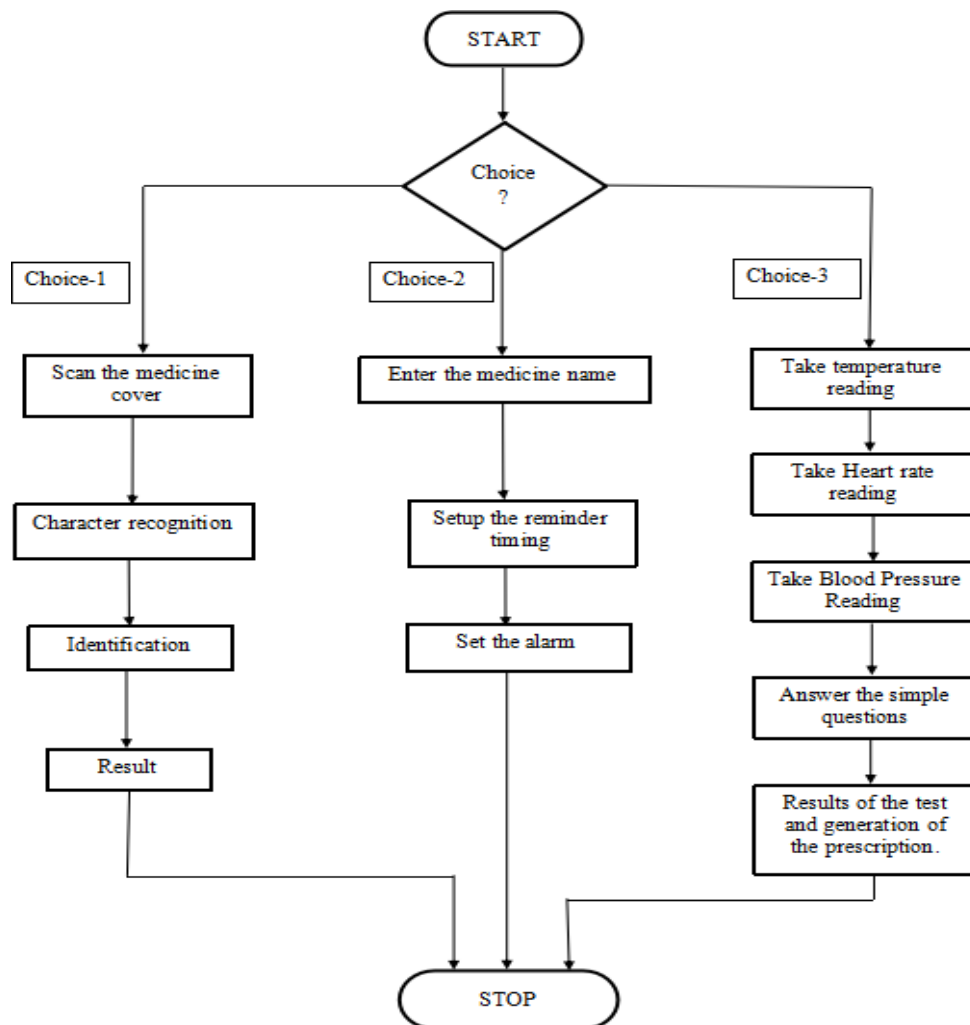 START
Choice
?
Choice-1
Choice-2
Choice-3
Scan the medicine
cover
Character recognition
Identification
Result
Enter the medicine name
Setup the reminder
timing
Set the alarm
Take temperature
reading
Take Heart rate
reading
Take Blood Pressure
Reading
Answer the simple
questions
Results of the test
and generation of
the prescription.
STOP